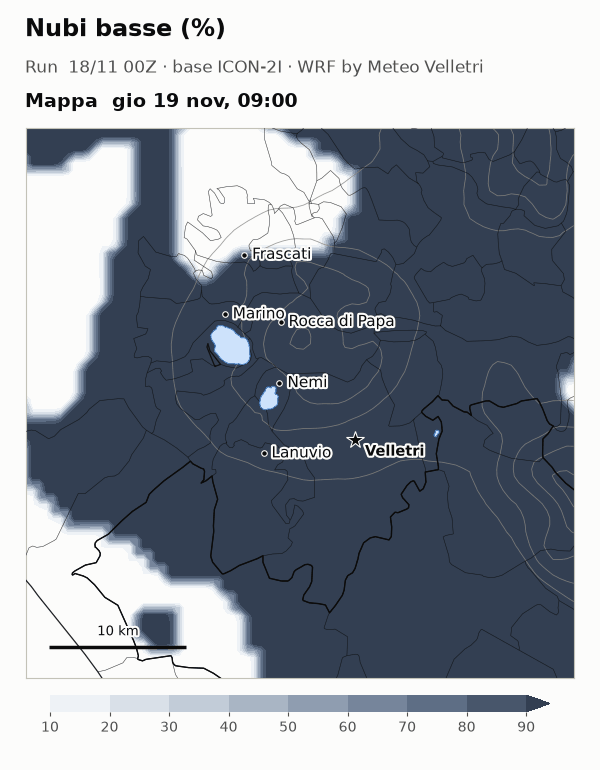 Nubi basse (%)
Run 18/11 00Z · base ICON-2I · WRF by Meteo Velletri
Mappa gio 19 nov, 09:00
Frascati
Marino
Rocca di Papa
Nemi
Velletri
Lanuvio
10 km
10 20 30 40 50 60 70 80 90